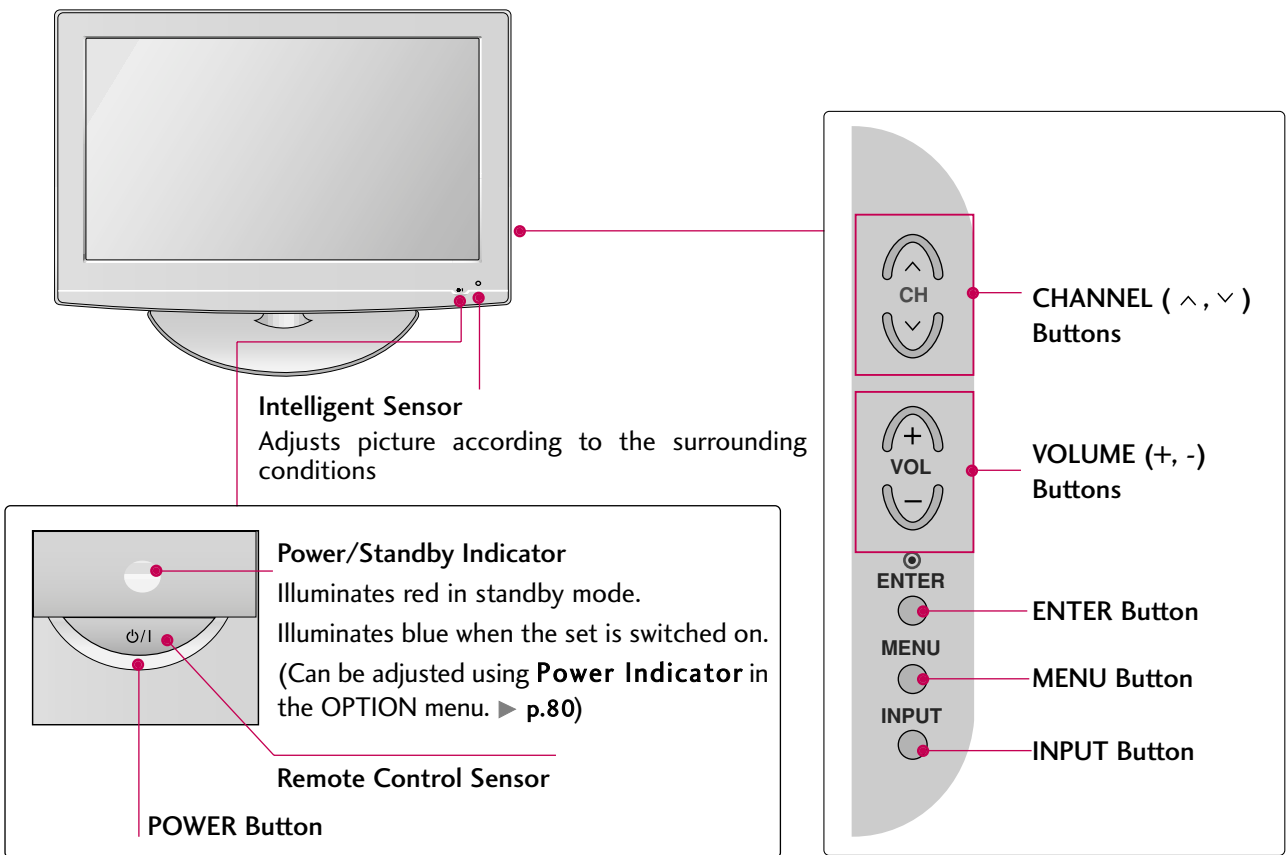 Intelligent Sensor
Adjusts picture according to the surrounding
conditions
Power/Standby Indicator
Illuminates red in standby mode.
Illuminates blue when the set is switched on.
(Can be adjusted using Power Indicator in
the OPTION menu. ▶ p.80)
⏻/I
Remote Control Sensor
POWER Button
CH
CHANNEL ( ^, ˅ )
Buttons
+
VOL
-
VOLUME (+, -)
Buttons
ENTER
ENTER Button
MENU
MENU Button
INPUT
INPUT Button